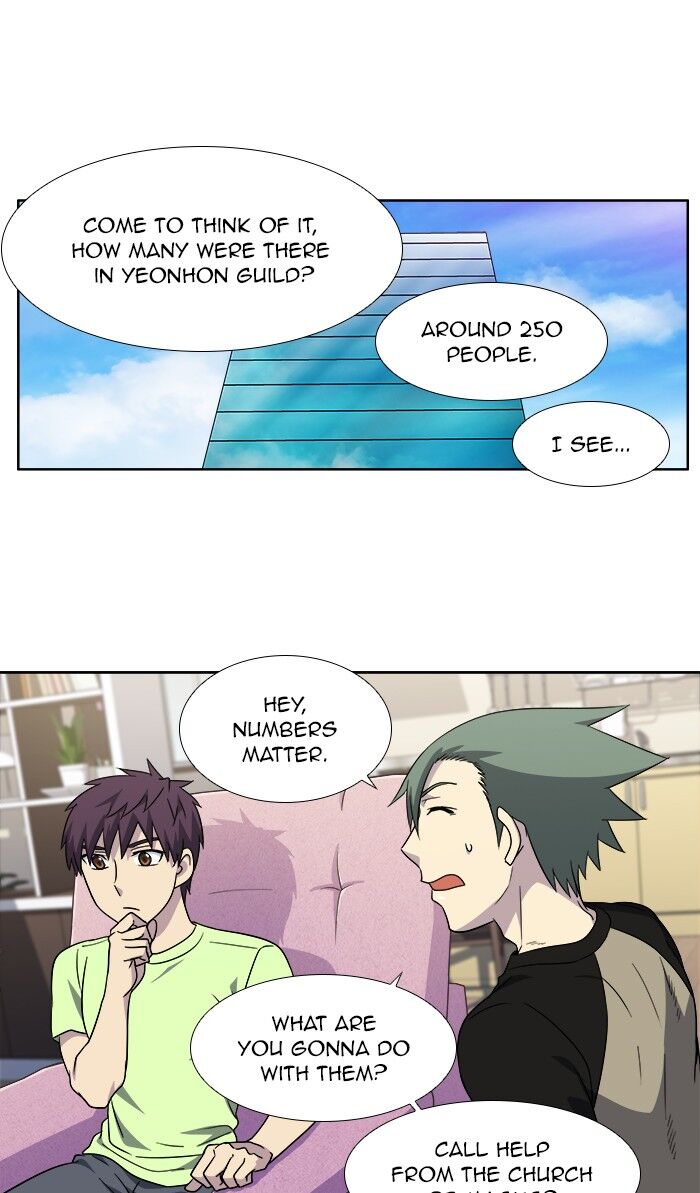 COME TO THINK OF IT,
HOW MANY WERE THERE
IN YEONHON GUILD?
AROUND 250
PEOPLE.
I SEE...
HEY,
NUMBERS
MATTER.
WHAT ARE
YOU GONNA DO
WITH THEM?
CALL HELP
FROM THE CHURCH